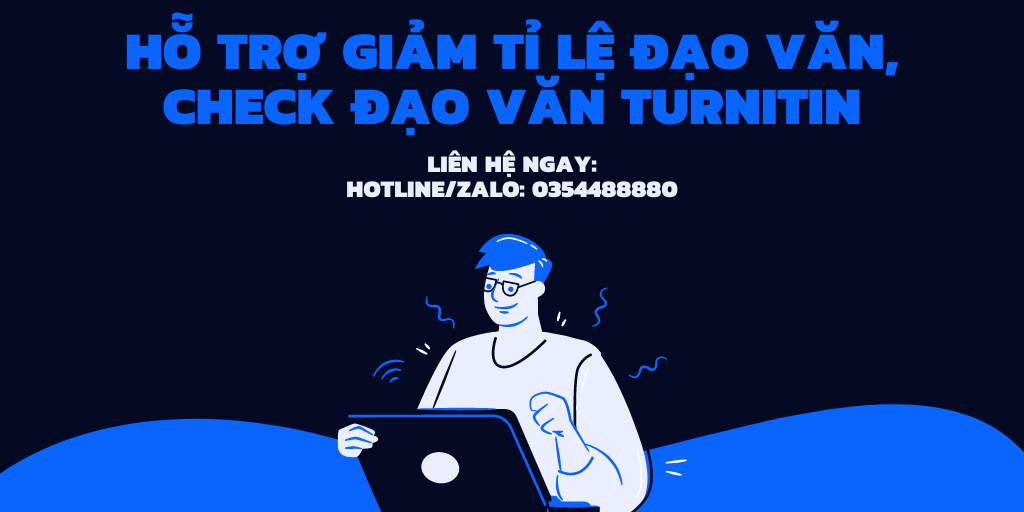 HỖ TRỢ GIẢM TỈ LỆ ĐẠO VĂN,
CHECK ĐẠO VĂN TURNITIN
LIÊN HỆ NGAY:
HOTLINE/ZALO: 0354488880